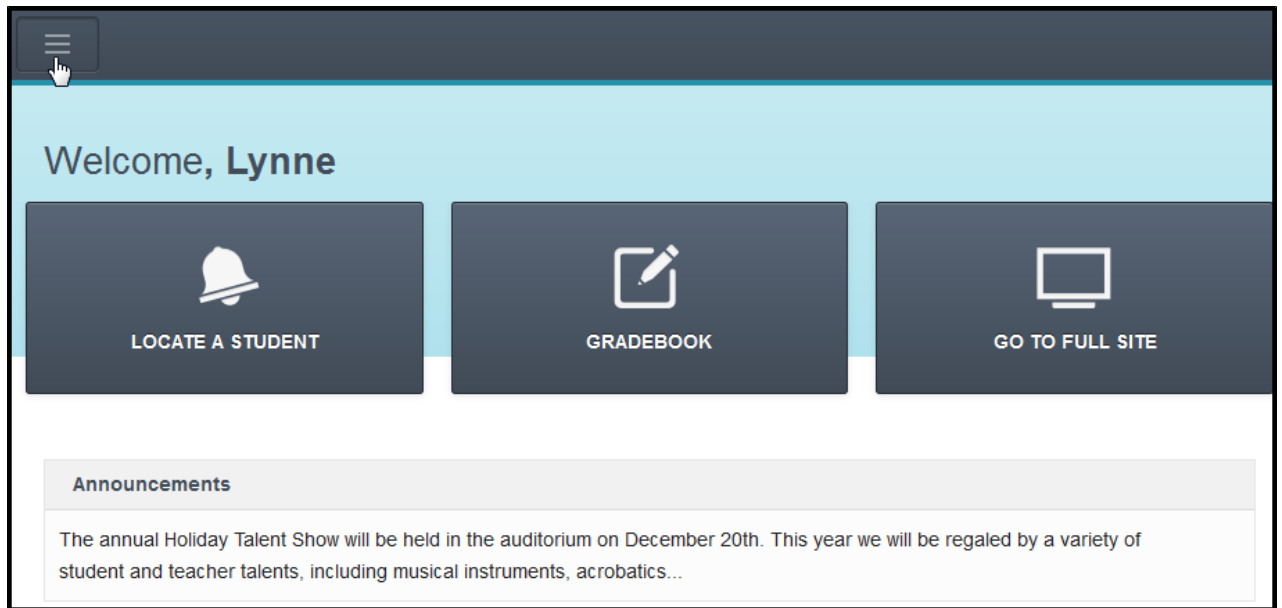 Welcome, Lynne
LOCATE A STUDENT
GRADEBOOK
GO TO FULL SITE
Announcements
The annual Holiday Talent Show will be held in the auditorium on December 20th. This year we will be regaled by a variety of
student and teacher talents, including musical instruments, acrobatics...